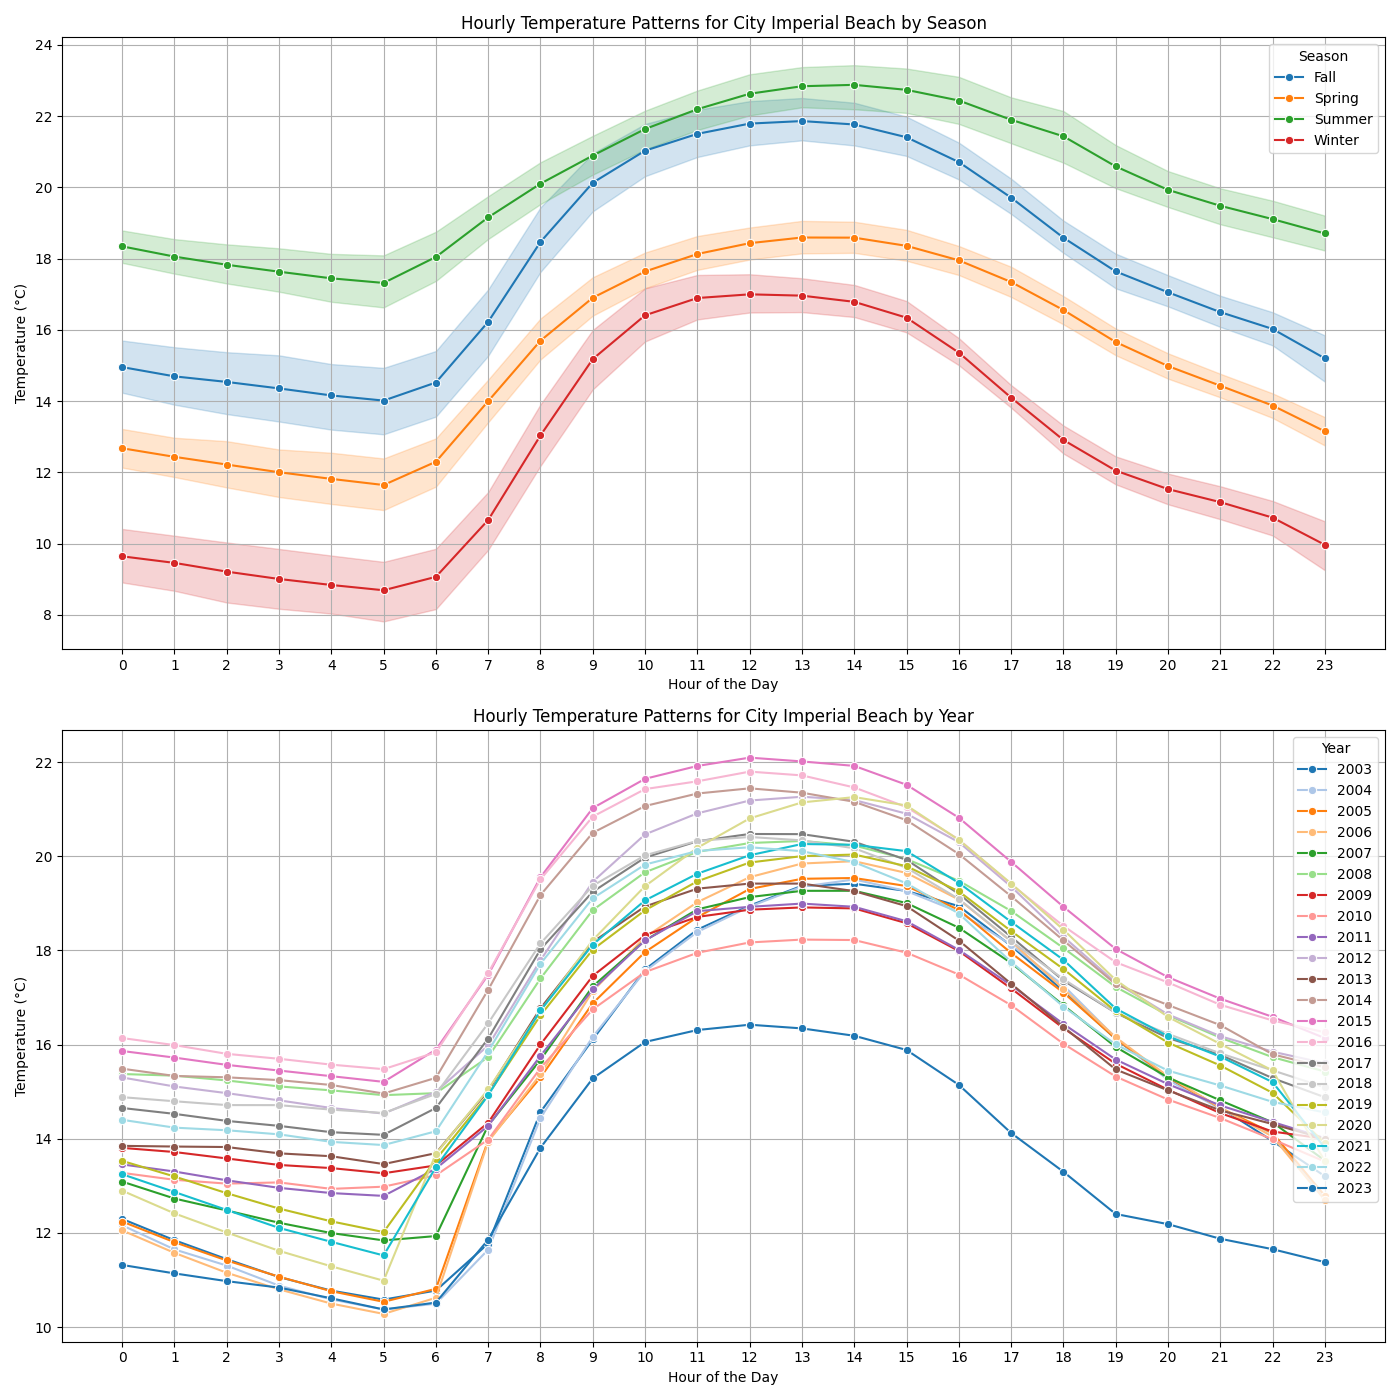 Hourly Temperature Patterns for City Imperial Beach by Season
Temperature (°C)
24
22
20
18
16
14
12
10
8
Season
Fall
Spring
Summer
Winter
0 1 2 3 4 5 6 7 8 9 10 11 12 13 14 15 16 17 18 19 20 21 22 23
Hour of the Day
Hourly Temperature Patterns for City Imperial Beach by Year
Temperature (°C)
22
20
18
16
14
12
10
Year
2003
2004
2005
2006
2007
2008
2009
2010
2011
2012
2013
2014
2015
2016
2017
2018
2019
2020
2021
2022
2023
0 1 2 3 4 5 6 7 8 9 10 11 12 13 14 15 16 17 18 19 20 21 22 23
Hour of the Day